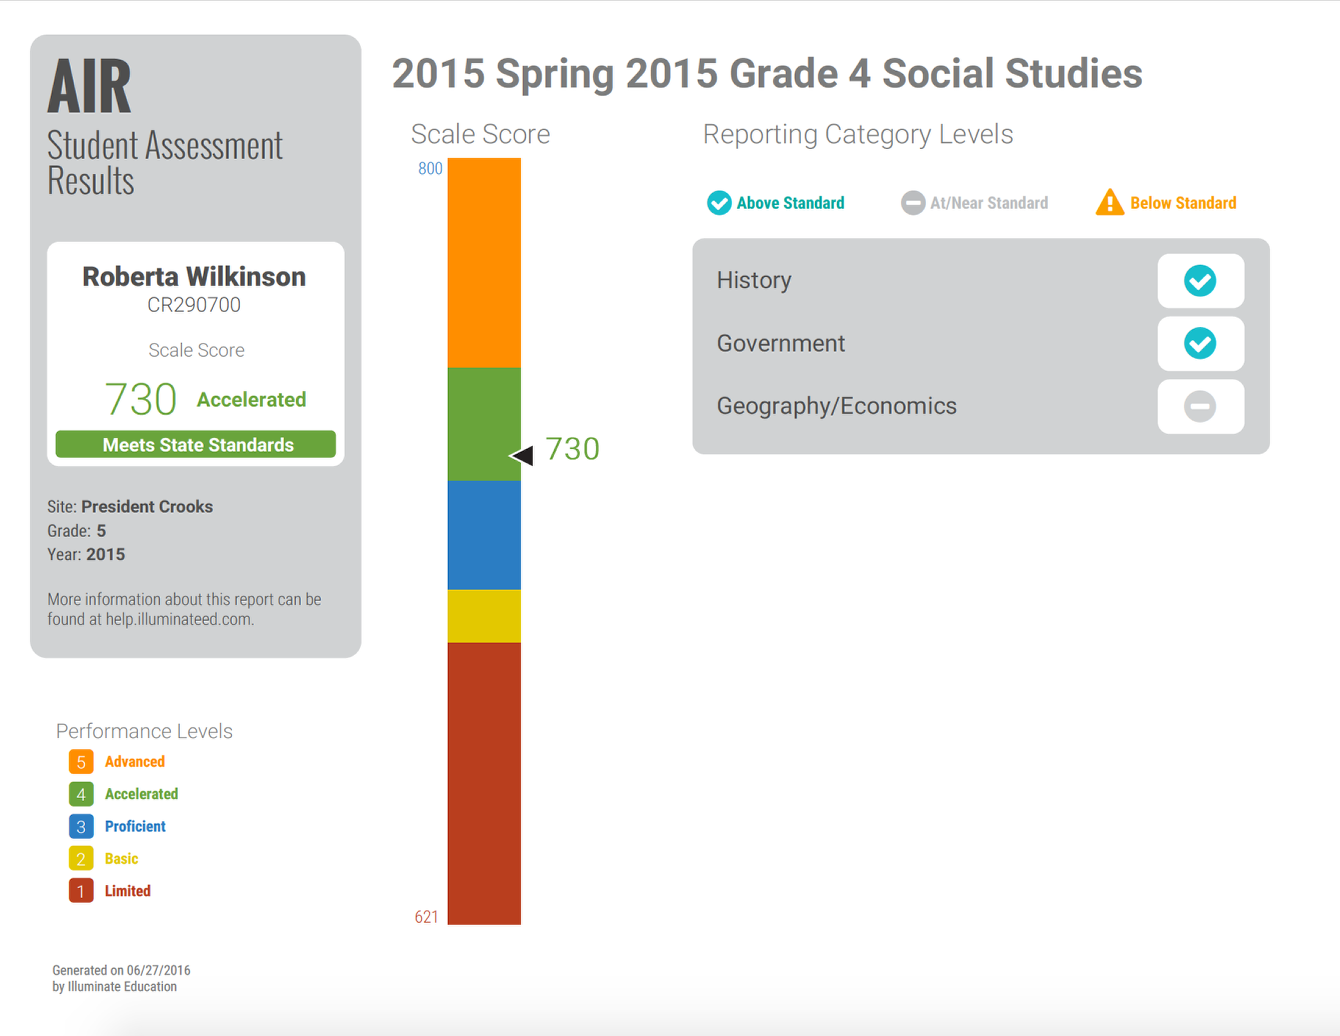 AIR
Student Assessment
Results
Roberta Wilkinson
CR290700
Scale Score
730 Accelerated
Meets State Standards
Site: President Crooks
Grade: 5
Year: 2015
More information about this report can be
found at help.illuminateed.com.
Performance Levels
5 Advanced
4 Accelerated
3 Proficient
2 Basic
1 Limited
Generated on 06/27/2016
by Illuminate Education
2015 Spring 2015 Grade 4 Social Studies
Scale Score
800
730
621
Reporting Category Levels
Above Standard At/Near Standard Below Standard
History
Government
Geography/Economics